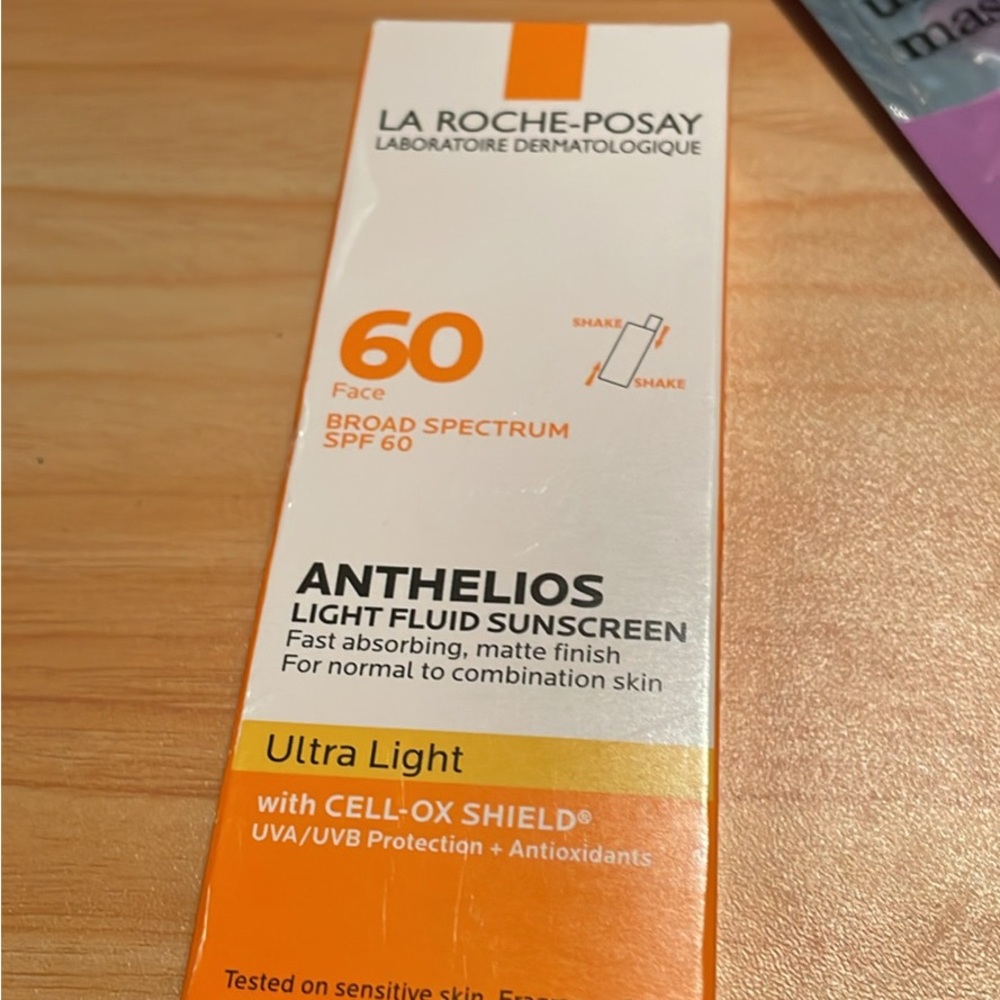 LA ROCHE-POSAY
LABORATOIRE DERMATOLOGIQUE
60
Face
SHAKE
SHAKE
BROAD SPECTRUM
SPF 60
ANTHELIOS
LIGHT FLUID SUNSCREEN
Fast absorbing, matte finish
For normal to combination skin
Ultra Light
with CELL-OX SHIELD®
UVA/UVB Protection + Antioxidants
Tested on sensitive skin.